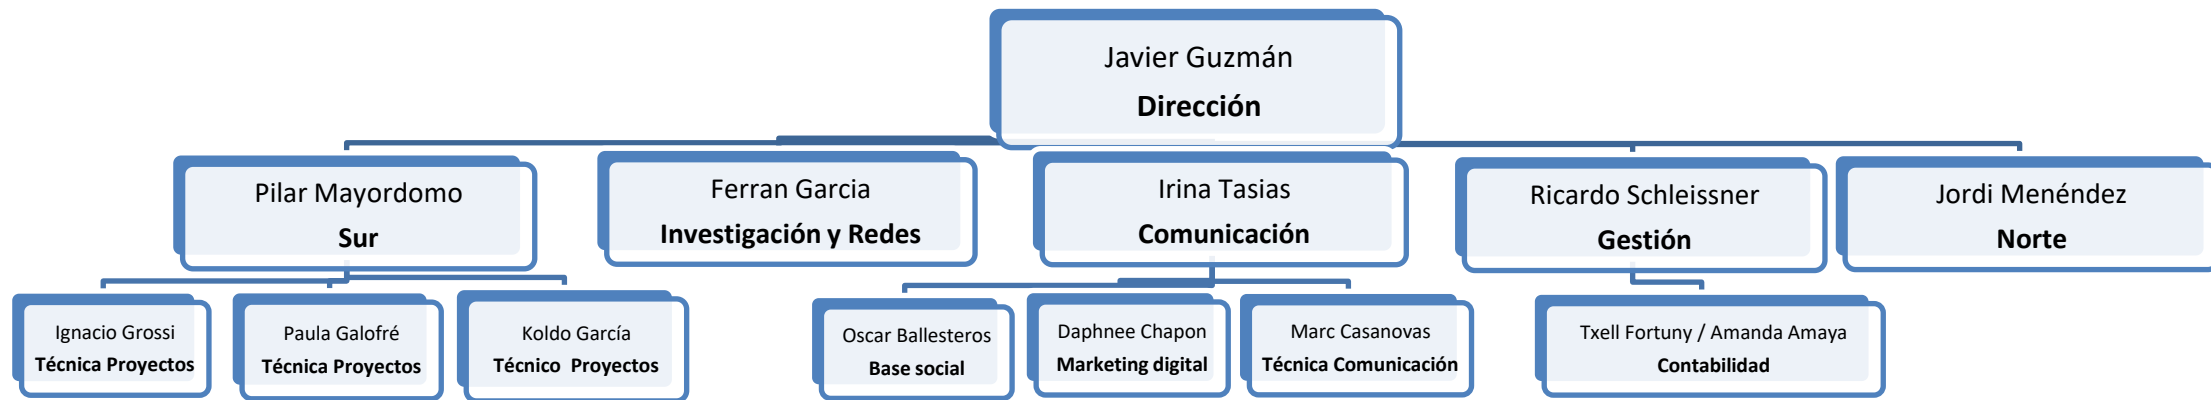 Javier Guzmán
Dirección
Pilar Mayordomo
Sur
Ferran Garcia
Investigación y Redes
Irina Tasias
Comunicación
Ricardo Schleissner
Gestión
Jordi Menéndez
Norte
Ignacio Grossi
Técnica Proyectos
Paula Galofré
Técnica Proyectos
Koldo García
Técnico  Proyectos
Oscar Ballesteros
Base social
Daphnee Chapon
Marketing digital
Marc Casanovas
Técnica Comunicación
Txell Fortuny / Amanda Amaya
Contabilidad